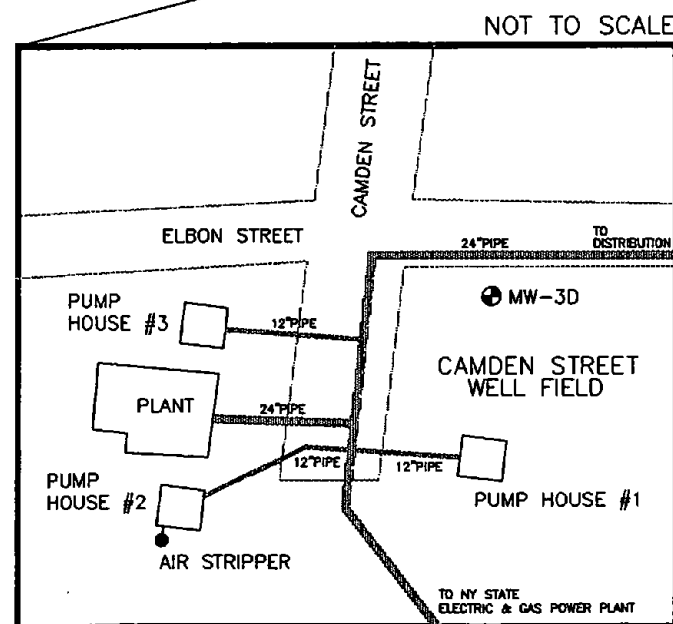 NOT TO SCALE
CAMDEN STREET
ELBON STREET
24"PIPE
TO
DISTRIBUTION
MW-3D
PUMP
HOUSE #3
12"PIPE
CAMDEN STREET
WELL FIELD
PLANT
24"PIPE
12"PIPE
12"PIPE
PUMP
HOUSE #2
PUMP HOUSE #1
AIR STRIPPER
TO NY STATE
ELECTRIC & GAS POWER PLANT